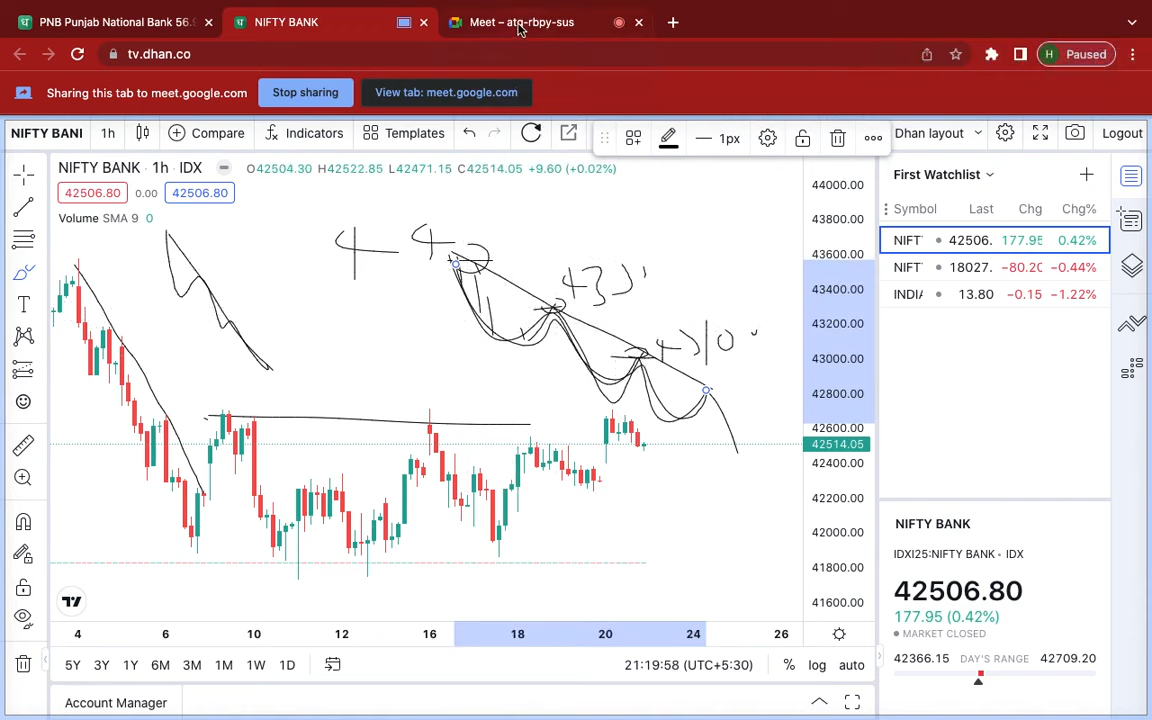 PNB Punjab National Bank 56.9
NIFTY BANK
Meet – atq-rbpy-sus
tv.dhan.co
H Paused
Sharing this tab to meet.google.com
Stop sharing
View tab: meet.google.com
NIFTY BANI
1h
Compare
Indicators
Templates
1px
Dhan layout
Logout
NIFTY BANK · 1h · IDX
O42504.30 H42522.85 L42471.15 C42514.05 +9.60 (+0.02%)
42506.80 0.00 42506.80
Volume SMA 9 0
44000.00
43800.00
43600.00
43400.00
43200.00
43000.00
42800.00
42600.00
42514.05
42400.00
42200.00
42000.00
41800.00
41600.00
4 6 10 12 16 18 20 24 26
5Y 3Y 1Y 6M 3M 1M 1W 1D
21:19:58 (UTC+5:30)
% log auto
Account Manager
First Watchlist
Symbol Last Chg Chg%
NIFT 42506. 177.95 0.42%
NIFT 18027. −80.20 −0.44%
INDIA 13.80 −0.15 −1.22%
NIFTY BANK
IDXI25:NIFTY BANK • IDX
42506.80
177.95 (0.42%)
MARKET CLOSED
42366.15 DAY'S RANGE 42709.20